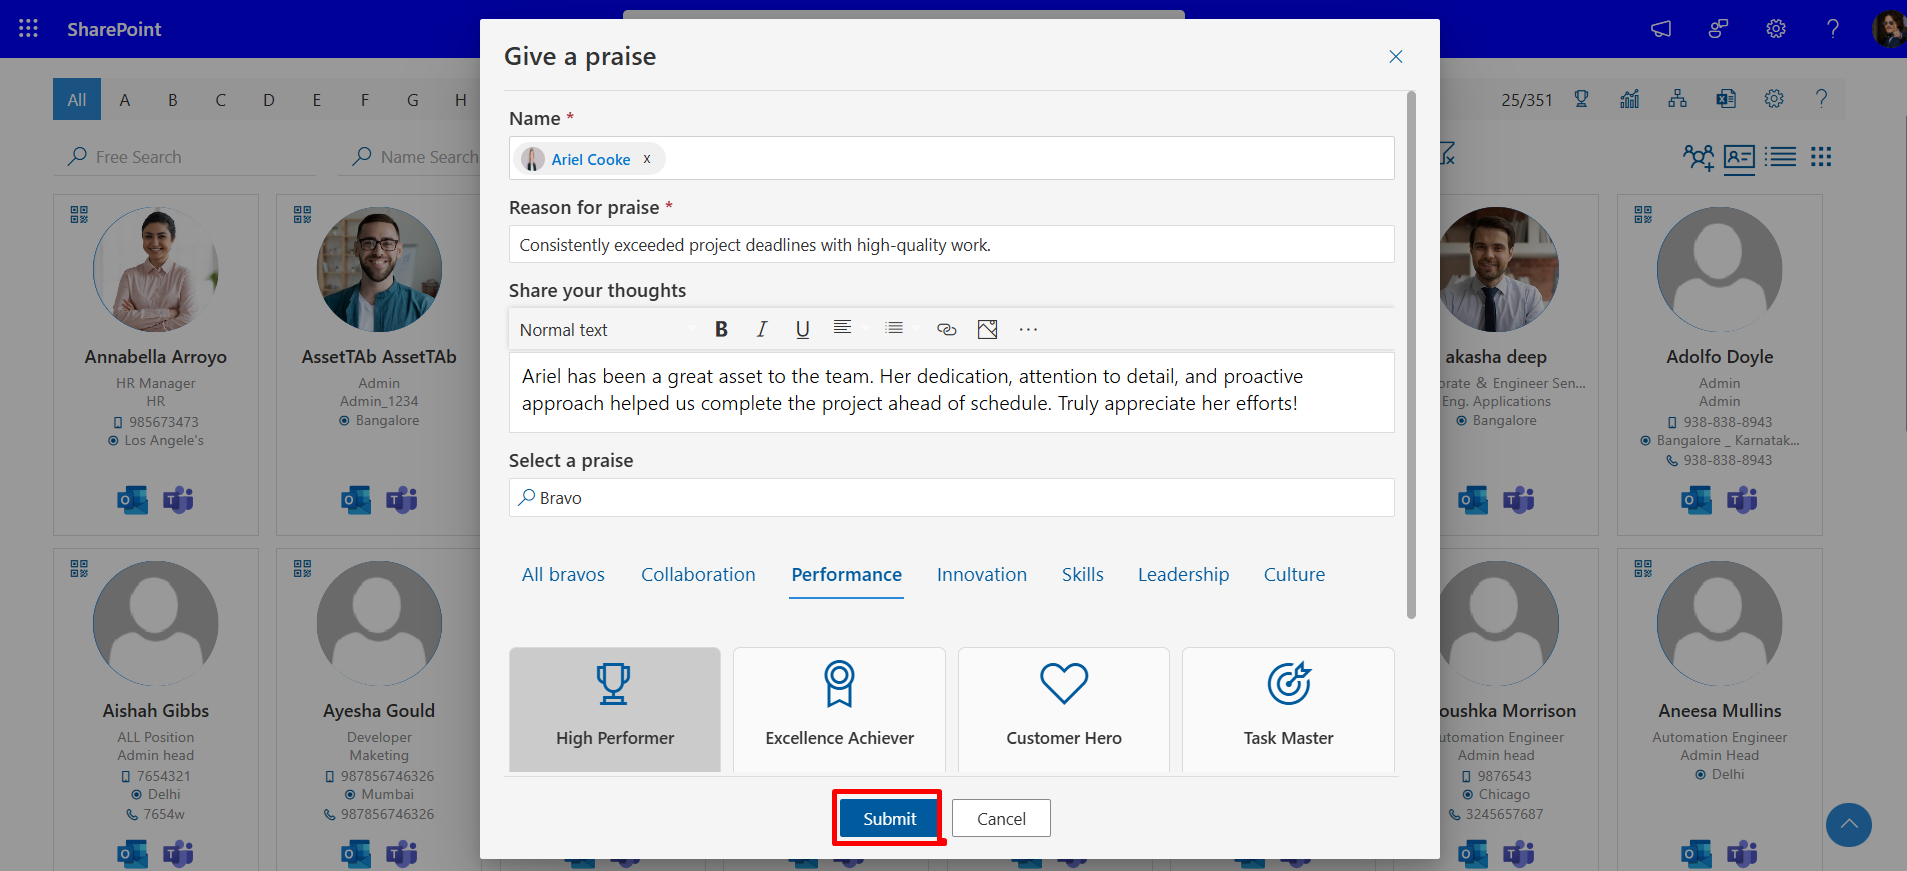 SharePoint
Give a praise
All A B C D E F G H
25/351
Name *
Ariel Cooke x
Free Search
Name Search
Reason for praise *
Consistently exceeded project deadlines with high-quality work.
Share your thoughts
Normal text B I U ...
Ariel has been a great asset to the team. Her dedication, attention to detail, and proactive
approach helped us complete the project ahead of schedule. Truly appreciate her efforts!
Select a praise
Bravo
All bravos Collaboration Performance Innovation Skills Leadership Culture
High Performer
Excellence Achiever
Customer Hero
Task Master
Submit
Cancel
Annabella Arroyo
HR Manager
HR
985673473
Los Angele's
AssetTAb AssetTAb
Admin
Admin_1234
Bangalore
akasha deep
orate & Engineer Sen...
Eng. Applications
Bangalore
Adolfo Doyle
Admin
Admin
938-838-8943
Bangalore _ Karnatak...
938-838-8943
Aishah Gibbs
ALL Position
Admin head
7654321
Delhi
7654w
Ayesha Gould
Developer
Maketing
987856746326
Mumbai
987856746326
oushka Morrison
utomation Engineer
Admin head
9876543
Chicago
3245657687
Aneesa Mullins
Automation Engineer
Admin Head
Delhi